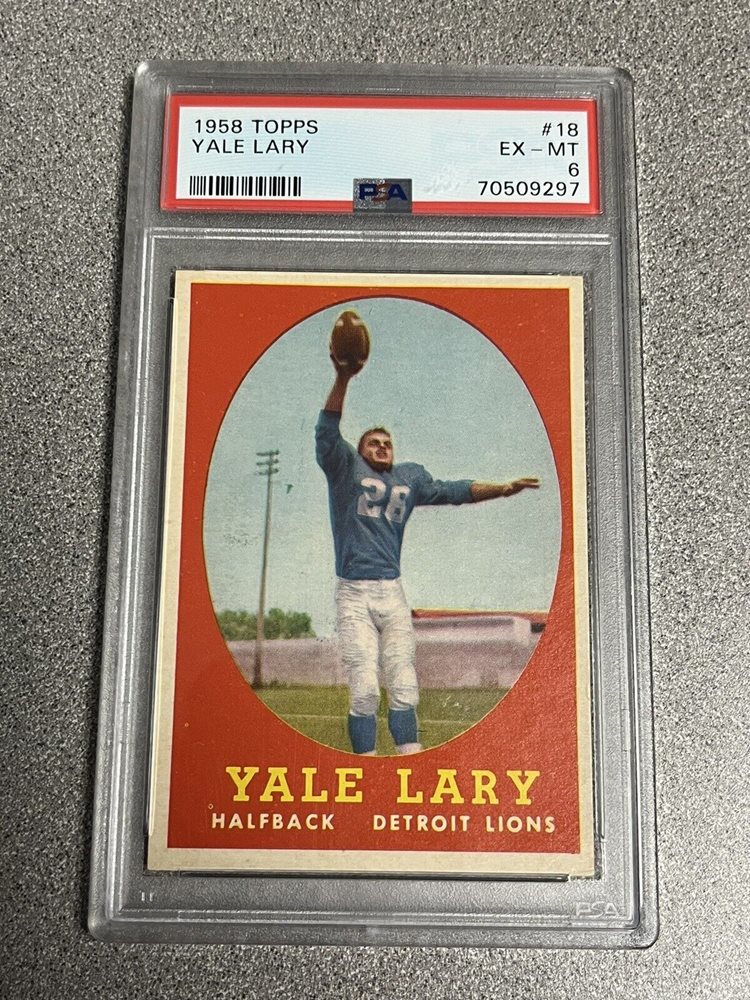 1958 TOPPS #18
YALE LARY EX - MT
6
PSA 70509297
28
YALE LARY
HALFBACK DETROIT LIONS
PSA